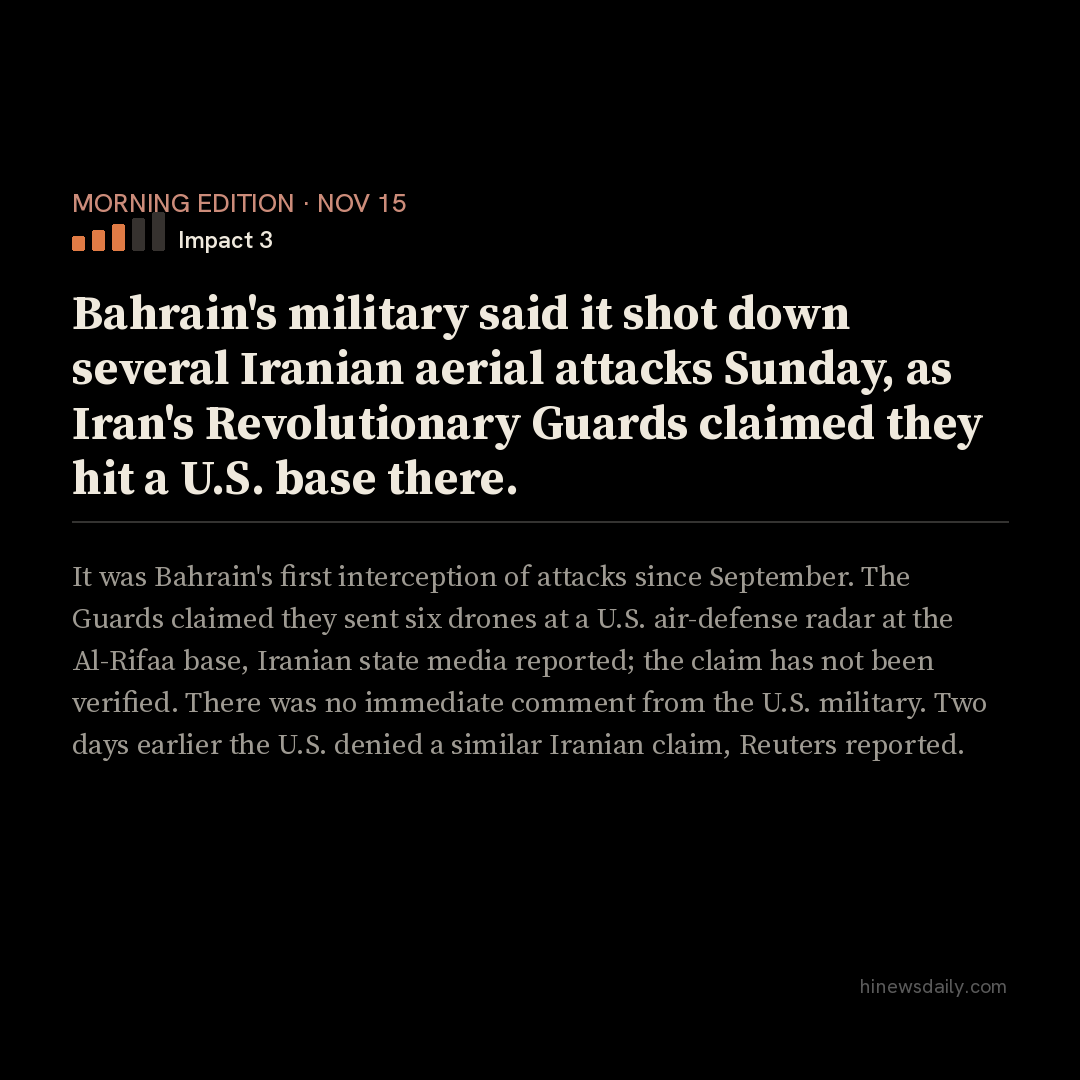 MORNING EDITION · NOV 15
Impact 3
Bahrain's military said it shot down
several Iranian aerial attacks Sunday, as
Iran's Revolutionary Guards claimed they
hit a U.S. base there.
It was Bahrain's first interception of attacks since September. The
Guards claimed they sent six drones at a U.S. air-defense radar at the
Al-Rifaa base, Iranian state media reported; the claim has not been
verified. There was no immediate comment from the U.S. military. Two
days earlier the U.S. denied a similar Iranian claim, Reuters reported.
hinewsdaily.com